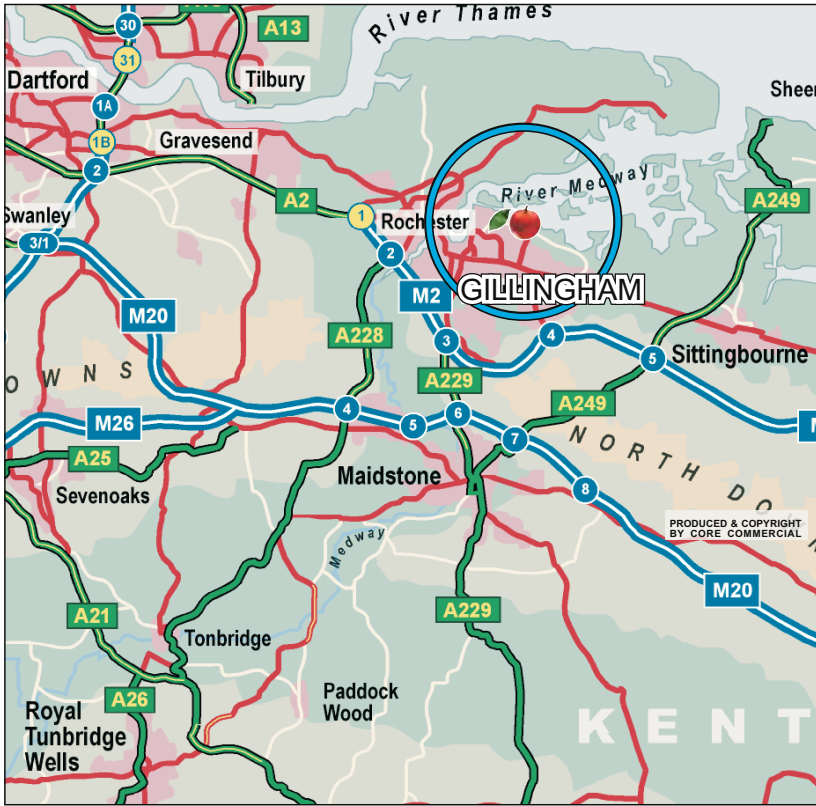 30
A13
River Thames
31
Dartford
Tilbury
Sheer
1A
1B
Gravesend
2
River Medway
A2
A249
Swanley
1
Rochester
3/1
2
M2
GILLINGHAM
M20
A228
3
4
5
Sittingbourne
OWNS
A229
A249
M26
4
5
6
7
NORTH DOWN
A25
Maidstone
Sevenoaks
8
PRODUCED & COPYRIGHT
BY CORE COMMERCIAL
Medway
M20
A21
A229
Tonbridge
A26
Paddock
Wood
Royal
Tunbridge
Wells
KENT